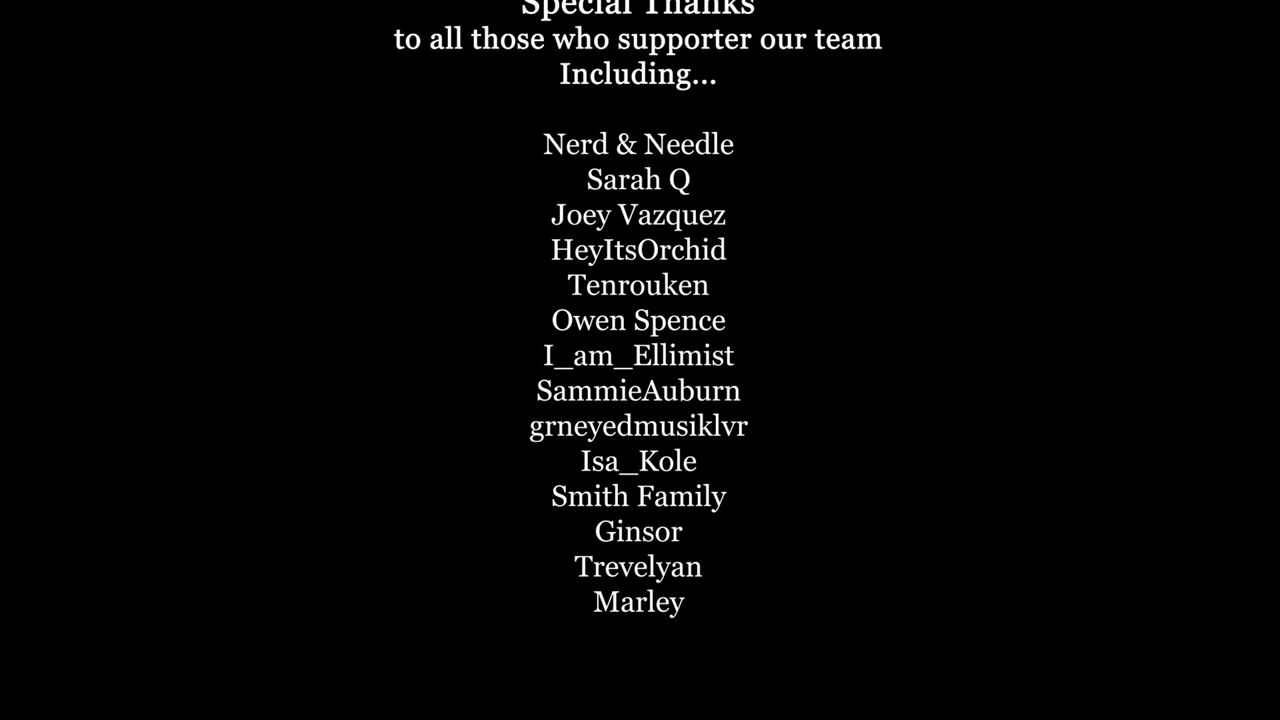 Special Thanks
to all those who supporter our team
Including...
Nerd & Needle
Sarah Q
Joey Vazquez
HeyItsOrchid
Tenrouken
Owen Spence
I_am_Ellimist
SammieAuburn
grneyedmusiklvr
Isa_Kole
Smith Family
Ginsor
Trevelyan
Marley